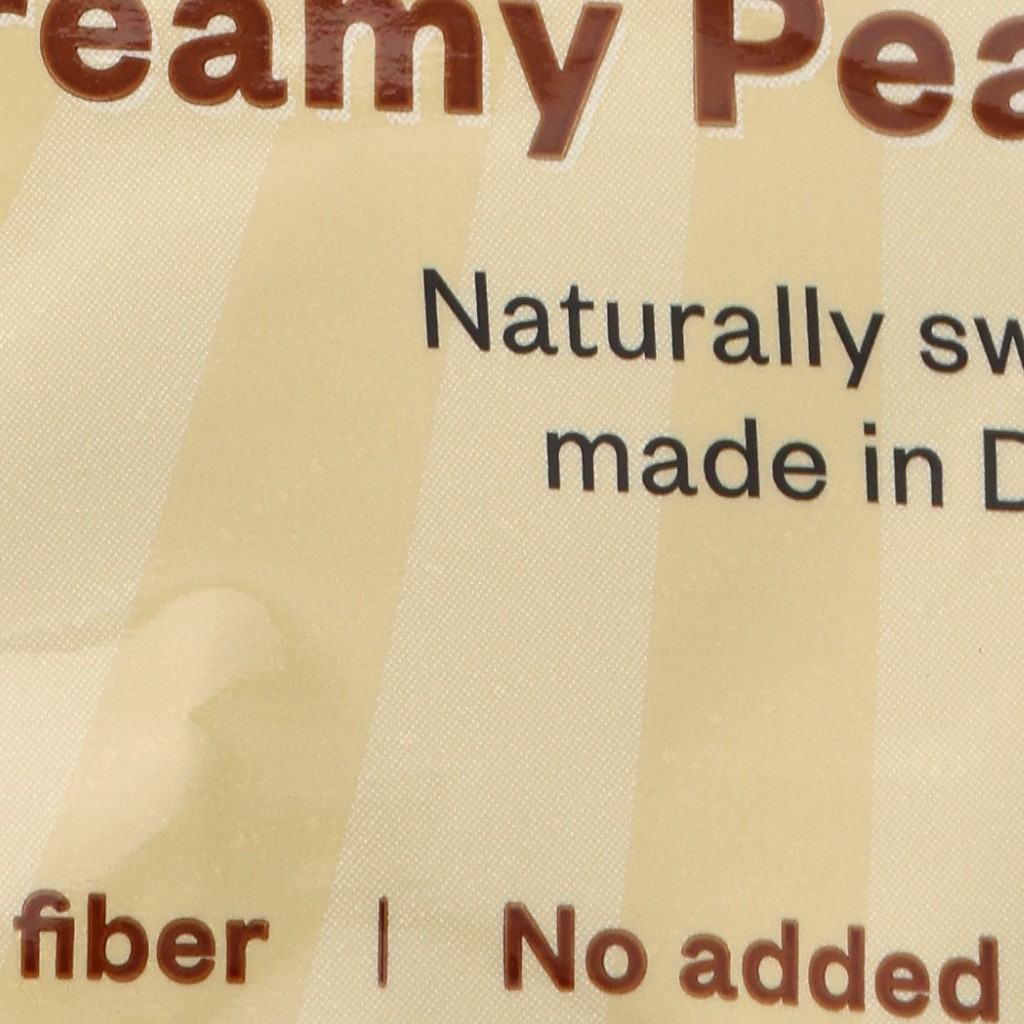 reamy Pea
Naturally sw
made in D
fiber | No added